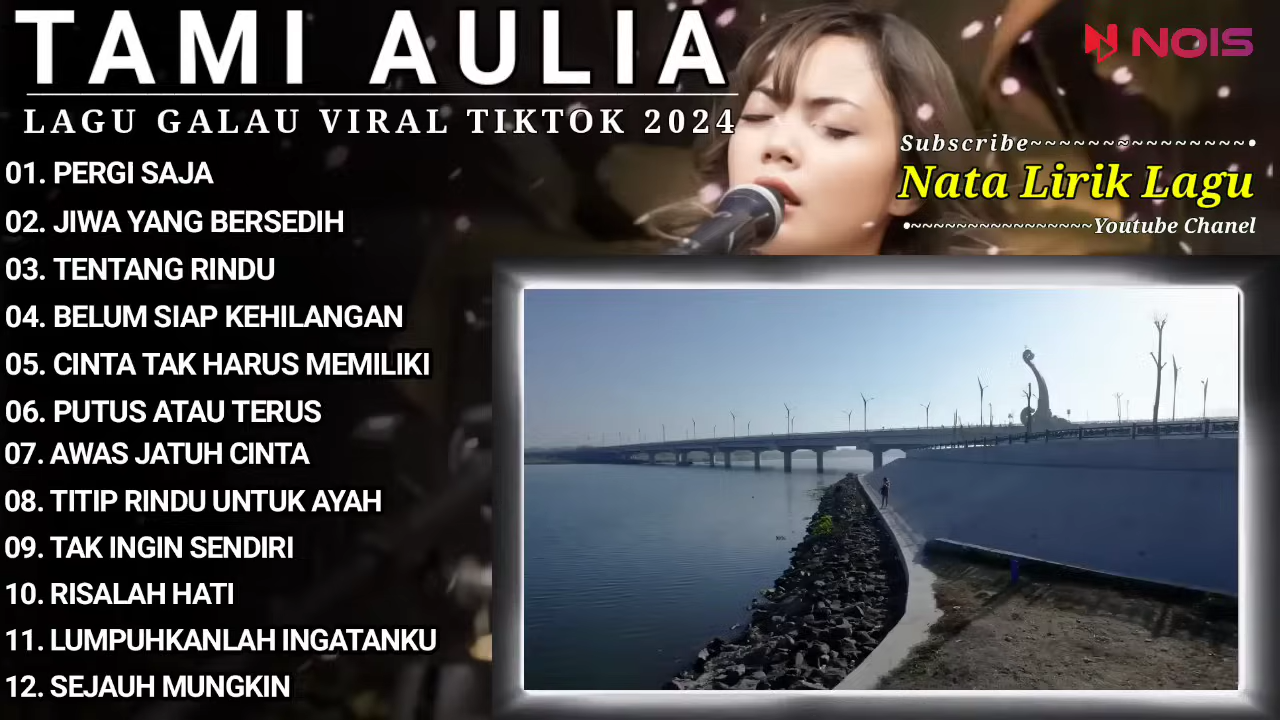 TAMI AULIA
LAGU GALAU VIRAL TIKTOK 2024
NOIS
Subscribe~~~~~~~~~~~~~~~•
Nata Lirik Lagu
•~~~~~~~~~~~~~~~~Youtube Chanel
01. PERGI SAJA
02. JIWA YANG BERSEDIH
03. TENTANG RINDU
04. BELUM SIAP KEHILANGAN
05. CINTA TAK HARUS MEMILIKI
06. PUTUS ATAU TERUS
07. AWAS JATUH CINTA
08. TITIP RINDU UNTUK AYAH
09. TAK INGIN SENDIRI
10. RISALAH HATI
11. LUMPUHKANLAH INGATANKU
12. SEJAUH MUNGKIN